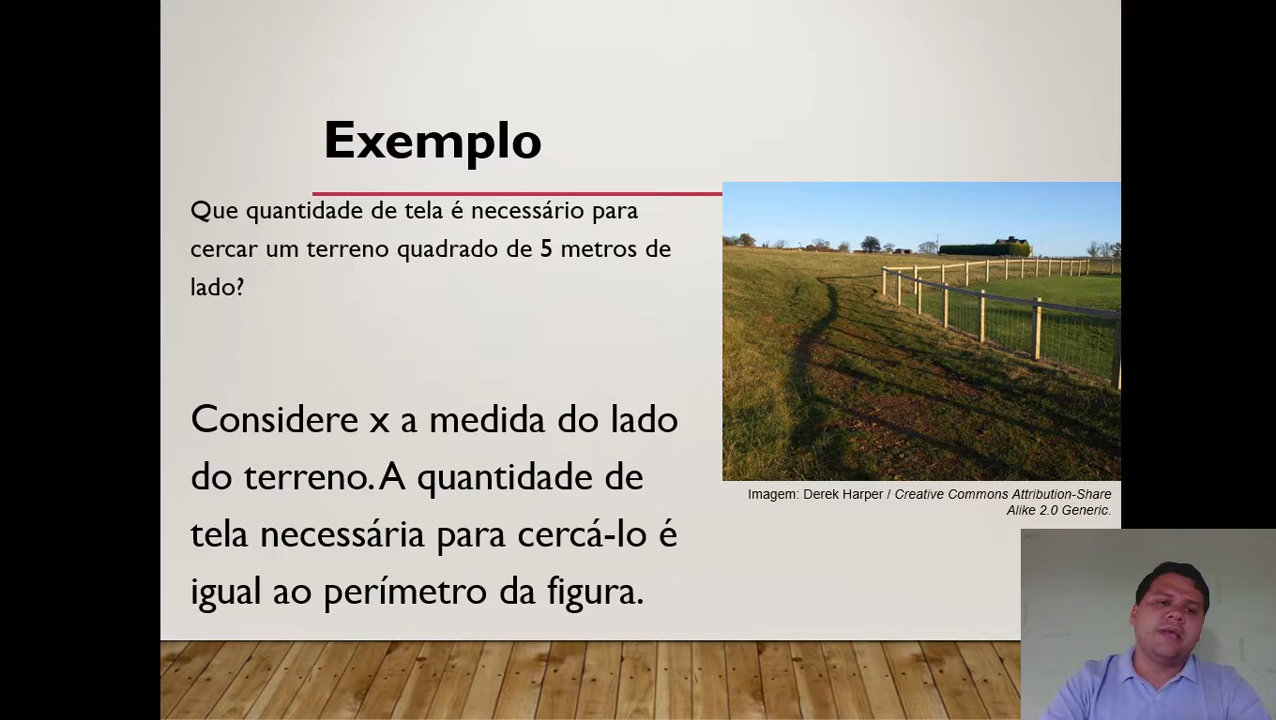 Exemplo
Que quantidade de tela é necessário para
cercar um terreno quadrado de 5 metros de
lado?
Considere x a medida do lado
do terreno. A quantidade de
tela necessária para cercá-lo é
igual ao perímetro da figura.
Imagem: Derek Harper / Creative Commons Attribution-Share
Alike 2.0 Generic.